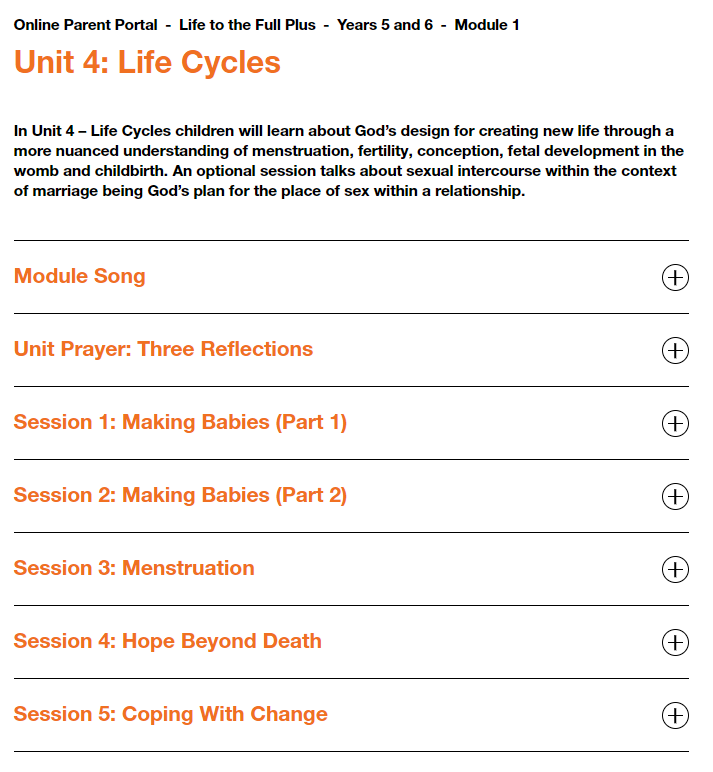 Online Parent Portal - Life to the Full Plus - Years 5 and 6 - Module 1
Unit 4: Life Cycles
In Unit 4 – Life Cycles children will learn about God’s design for creating new life through a
more nuanced understanding of menstruation, fertility, conception, fetal development in the
womb and childbirth. An optional session talks about sexual intercourse within the context
of marriage being God’s plan for the place of sex within a relationship.
Module Song
Unit Prayer: Three Reflections
Session 1: Making Babies (Part 1)
Session 2: Making Babies (Part 2)
Session 3: Menstruation
Session 4: Hope Beyond Death
Session 5: Coping With Change